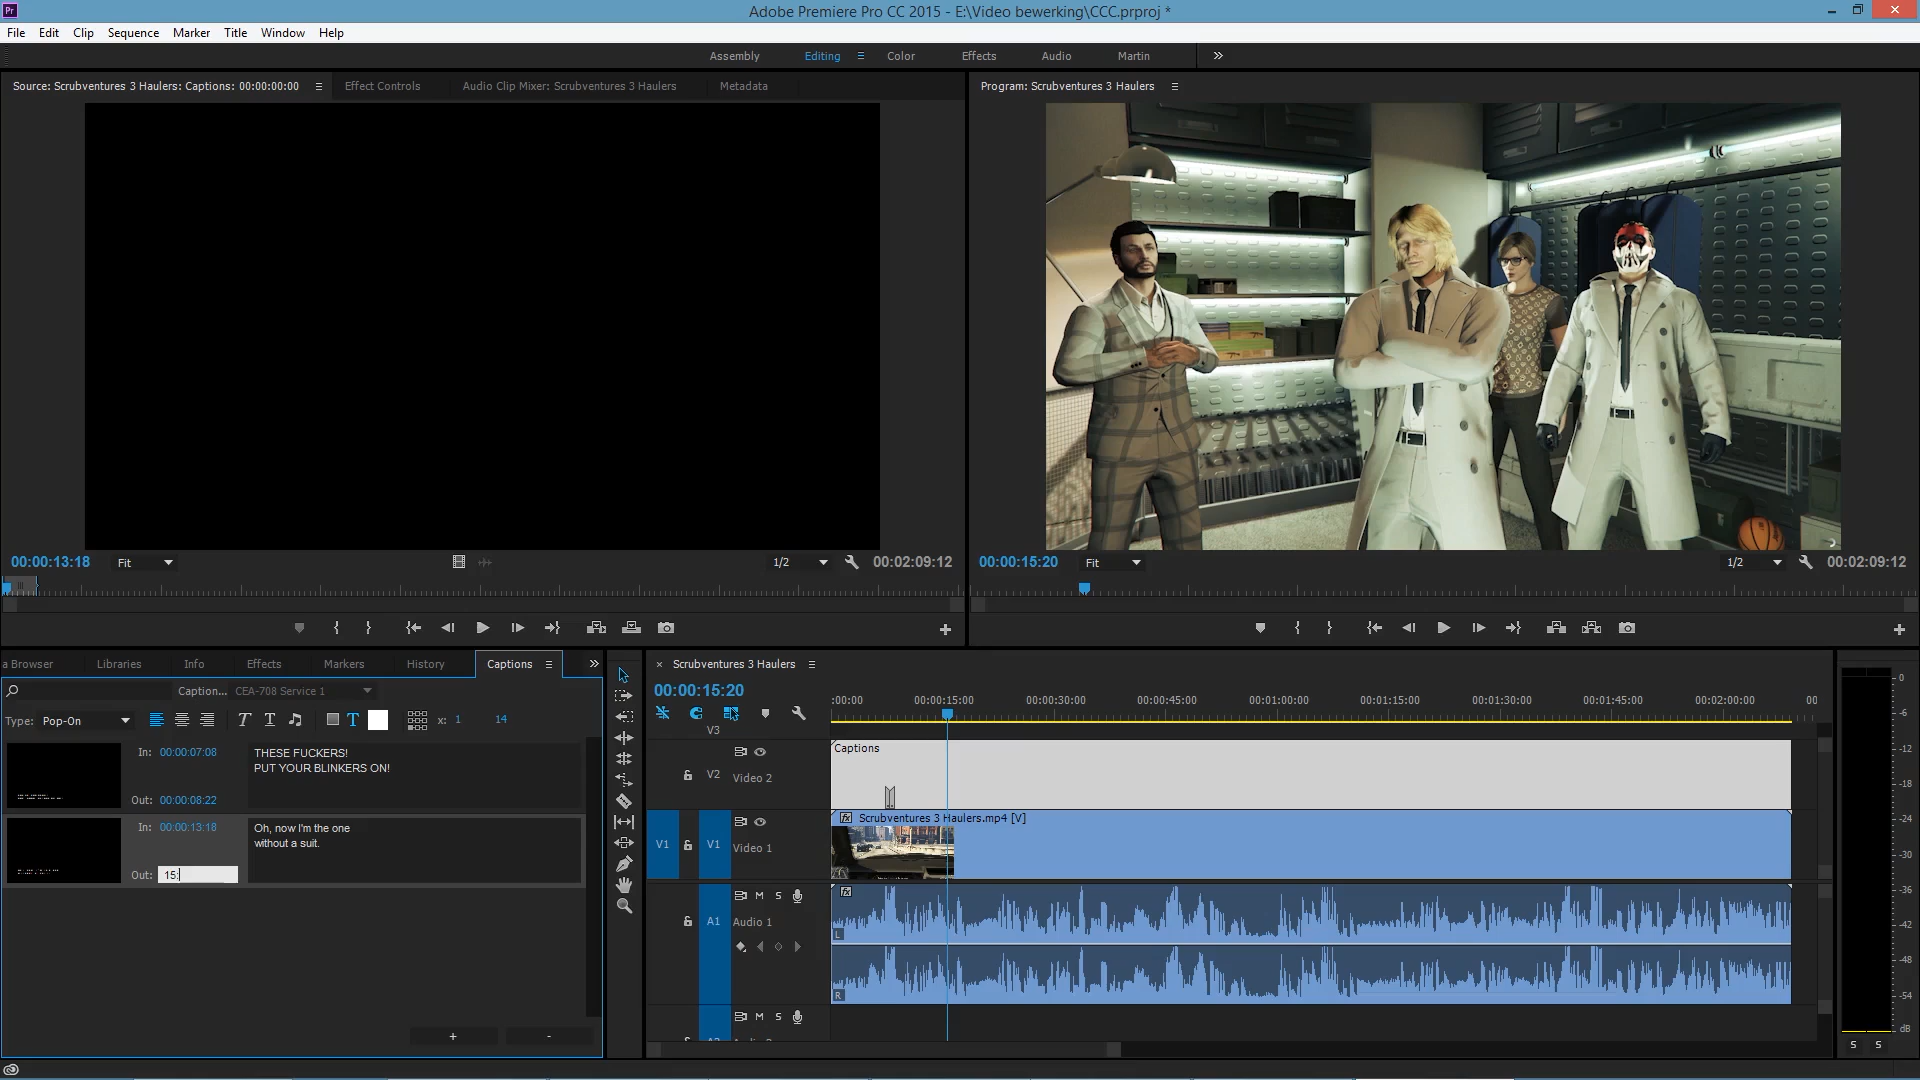 Pr
Adobe Premiere Pro CC 2015 - E:\Video bewerking\CCC.prproj *
File Edit Clip Sequence Marker Title Window Help
Assembly Editing Color Effects Audio Martin
Source: Scrubventures 3 Haulers: Captions: 00:00:00:00 Effect Controls Audio Clip Mixer: Scrubventures 3 Haulers Metadata
Program: Scrubventures 3 Haulers
00:00:13:18 Fit 1/2 00:02:09:12
00:00:15:20 Fit 1/2 00:02:09:12
a Browser Libraries Info Effects Markers History Captions
Caption... CEA-708 Service 1
Type: Pop-On T T T x: 1 14
In: 00:00:07:08 THESE FUCKERS!
PUT YOUR BLINKERS ON!
Out: 00:00:08:22
In: 00:00:13:18 Oh, now I'm the one
without a suit.
Out: 15:
+ -
× Scrubventures 3 Haulers
00:00:15:20
:00:00 00:00:15:00 00:00:30:00 00:00:45:00 00:01:00:00 00:01:15:00 00:01:30:00 00:01:45:00 00:02:00:00 00
V3
Captions
V2 Video 2
fx Scrubventures 3 Haulers.mp4 [V]
V1 V1 Video 1
fx
M S
A1 Audio 1
L
R
M S
0
-6
-12
-18
-24
-30
-36
-42
-48
-54
dB
S S